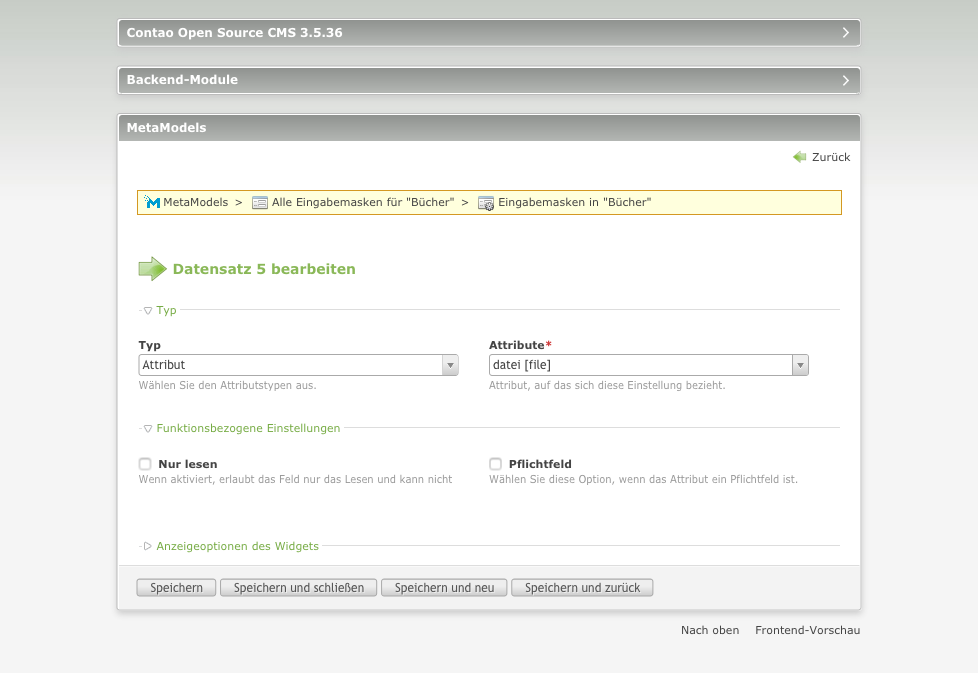 Contao Open Source CMS 3.5.36
Backend-Module
MetaModels
Zurück
MetaModels > Alle Eingabemasken für "Bücher" > Eingabemasken in "Bücher"
Datensatz 5 bearbeiten
Typ
Typ Attribute*
Attribut datei [file]
Wählen Sie den Attributstypen aus. Attribut, auf das sich diese Einstellung bezieht.
Funktionsbezogene Einstellungen
Nur lesen Pflichtfeld
Wenn aktiviert, erlaubt das Feld nur das Lesen und kann nicht Wählen Sie diese Option, wenn das Attribut ein Pflichtfeld ist.
Anzeigeoptionen des Widgets
Speichern Speichern und schließen Speichern und neu Speichern und zurück
Nach oben Frontend-Vorschau